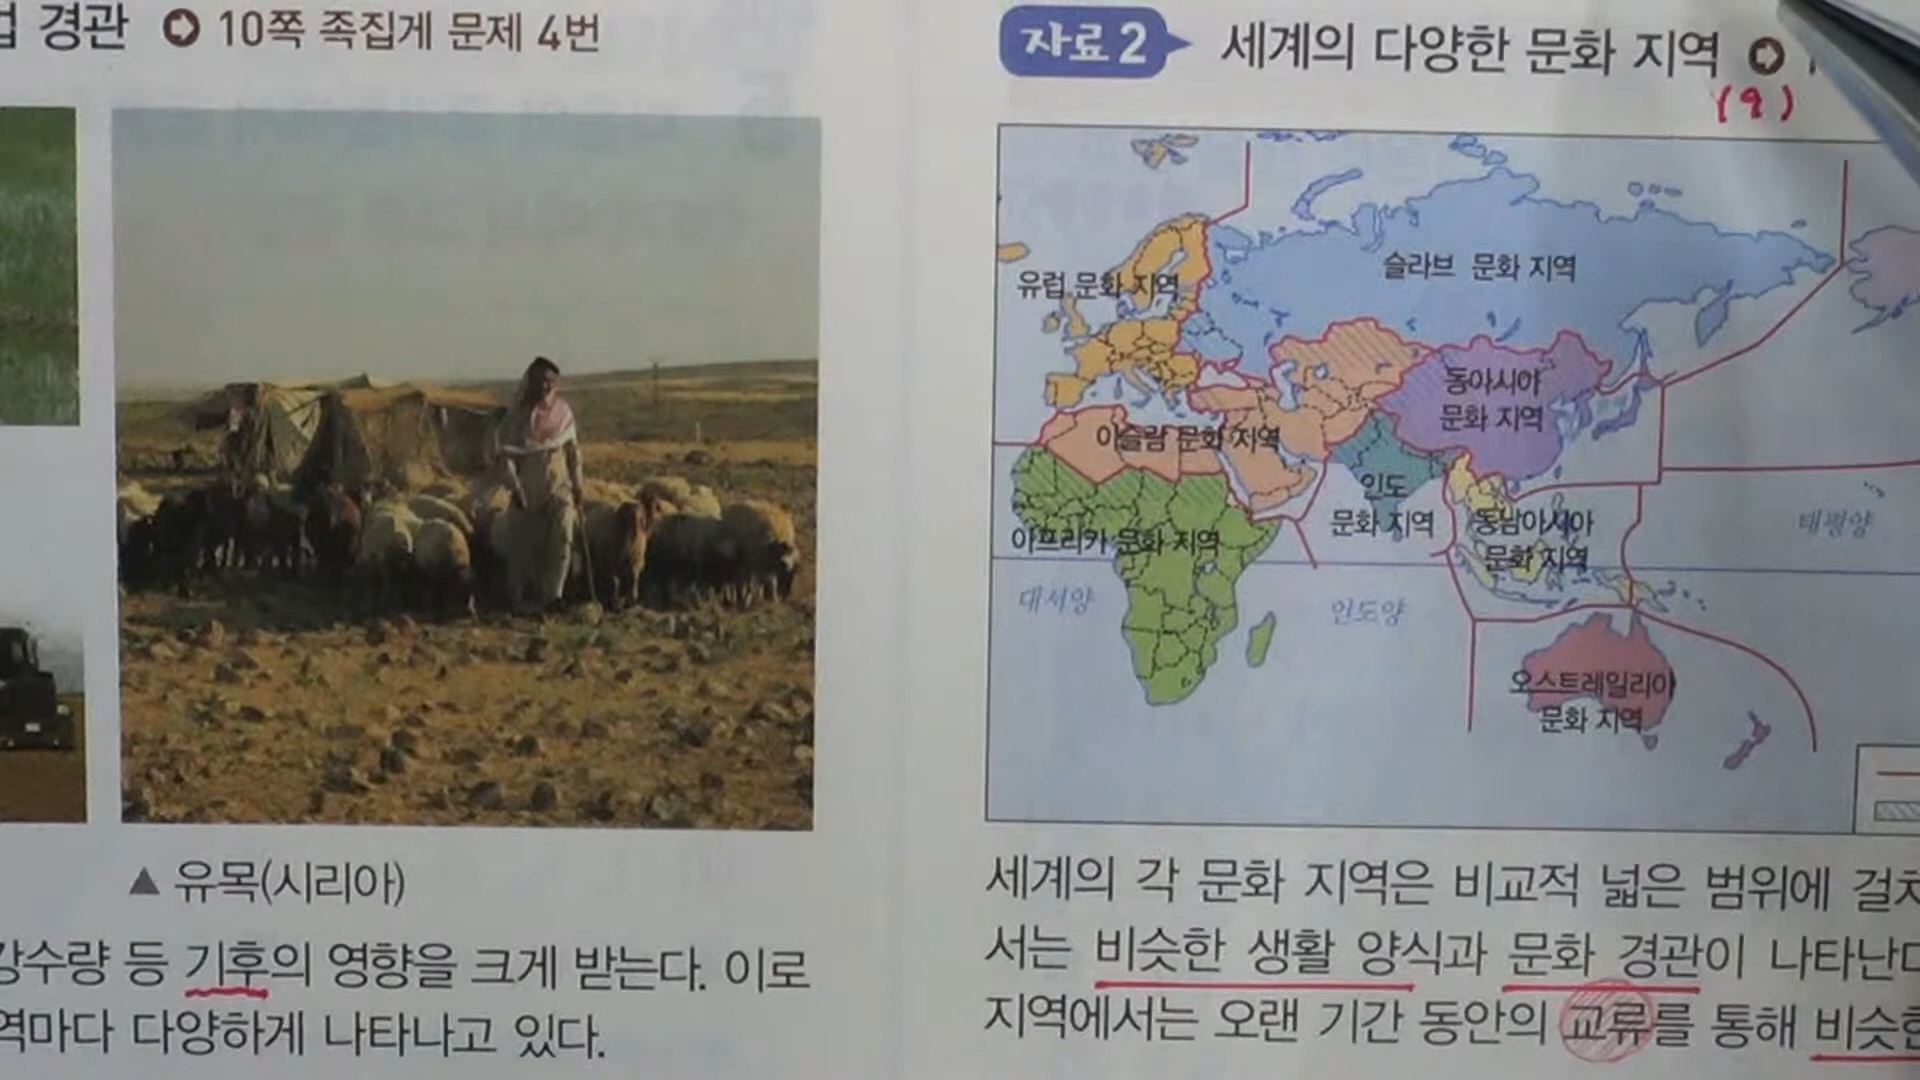 경관 10쪽 족집게 문제 4번
▲ 유목(시리아)
강수량 등 기후의 영향을 크게 받는다. 이로
역마다 다양하게 나타나고 있다.
자료2 세계의 다양한 문화 지역
(9)
유럽 문화 지역
슬라브 문화 지역
동아시아
문화 지역
이슬람 문화 지역
인도
문화 지역
동남아시아
문화 지역
아프리카 문화 지역
태평양
대서양
인도양
오스트레일리아
문화 지역
세계의 각 문화 지역은 비교적 넓은 범위에 걸쳐
서는 비슷한 생활 양식과 문화 경관이 나타난다
지역에서는 오랜 기간 동안의 교류를 통해 비슷한